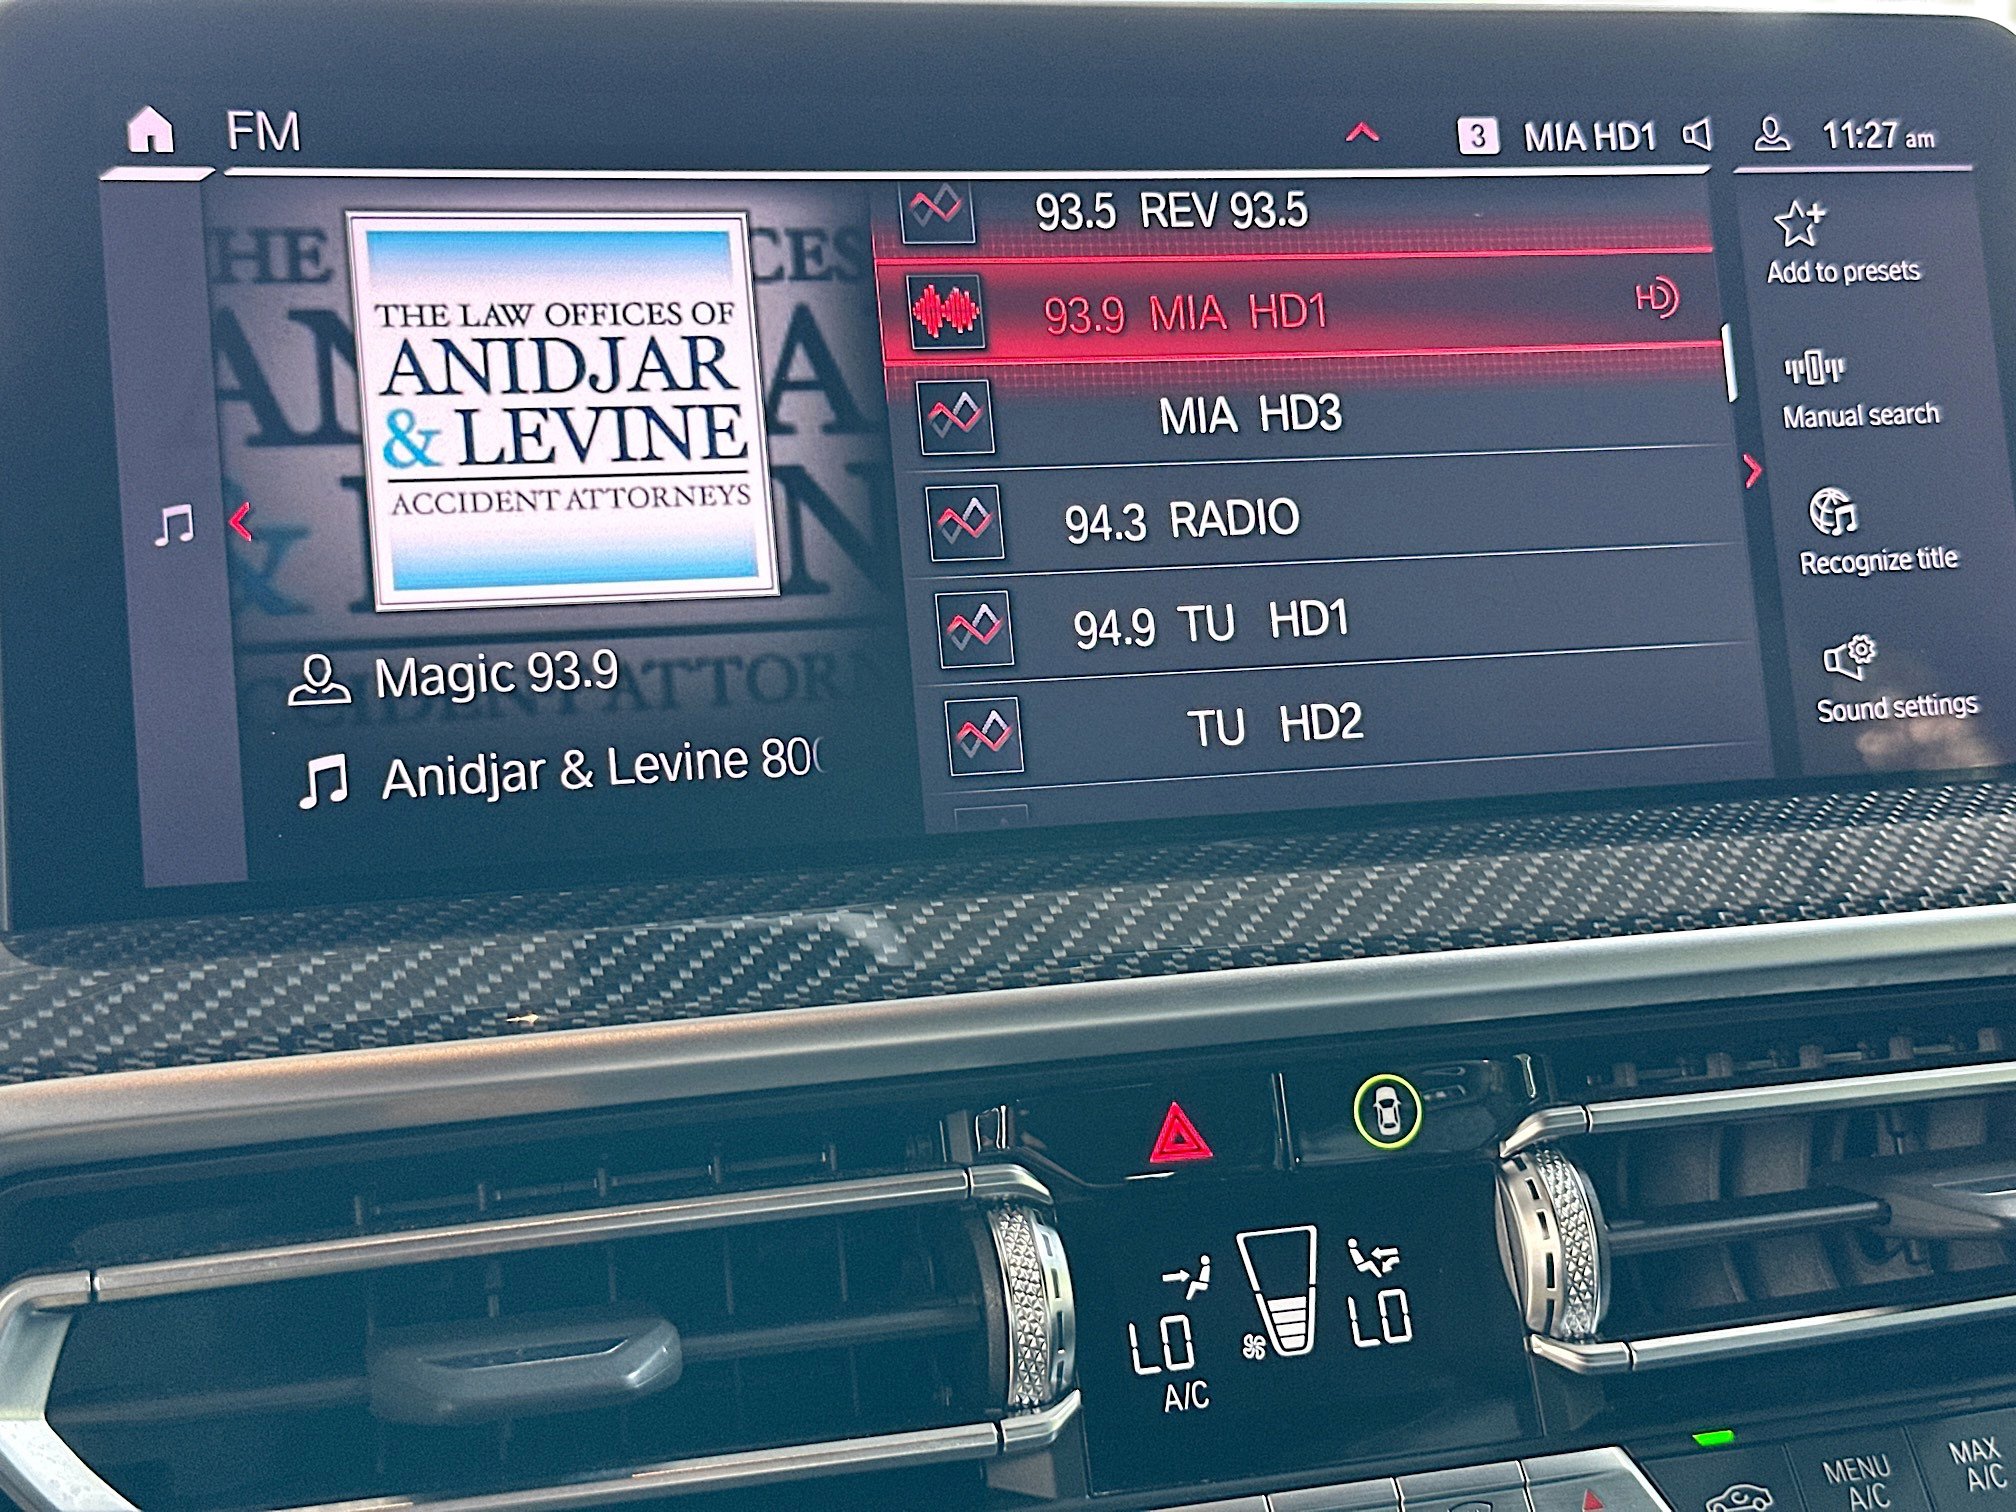 FM
3 MIA HD1
11:27 am
THE LAW OFFICES OF
ANIDJAR
& LEVINE
ACCIDENT ATTORNEYS
Magic 93.9
Anidjar & Levine 800
93.5 REV 93.5
93.9 MIA HD1 HD
MIA HD3
94.3 RADIO
94.9 TU HD1
TU HD2
Add to presets
Manual search
Recognize title
Sound settings
LO
LO
A/C
MENU
A/C
MAX
A/C